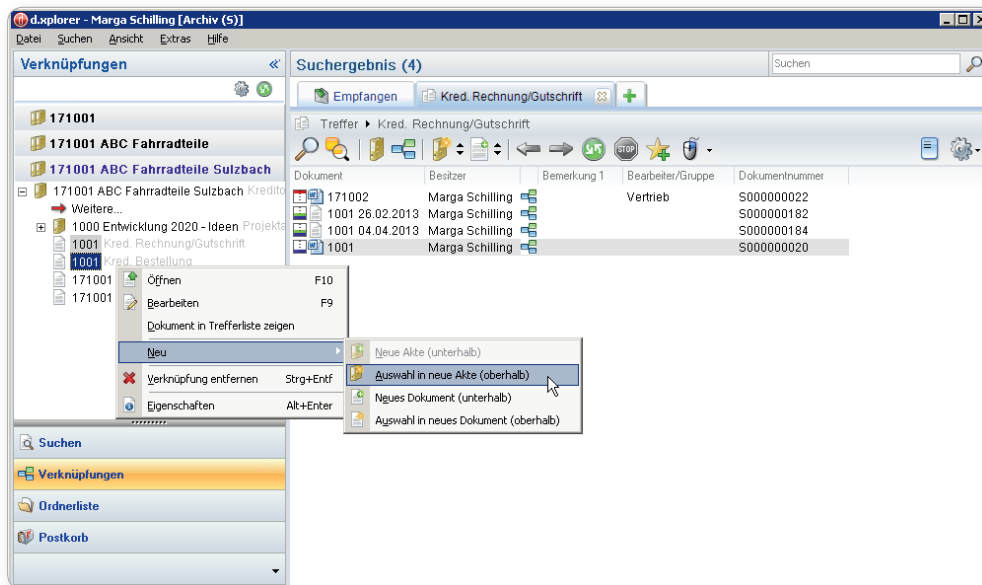 d.xplorer - Marga Schilling [Archiv (S)]
Datei Suchen Ansicht Extras Hilfe
Verknüpfungen «
171001
171001 ABC Fahrradteile
171001 ABC Fahrradteile Sulzbach
171001 ABC Fahrradteile Sulzbach Kredito
Weitere...
1000 Entwicklung 2020 - Ideen Projekta
1001 Kred. Rechnung/Gutschrift
1001 Kred. Bestellung
171001
171001
Öffnen F10
Bearbeiten F9
Dokument in Trefferliste zeigen
Neu
Verknüpfung entfernen Strg+Entf
Eigenschaften Alt+Enter
Neue Akte (unterhalb)
Auswahl in neue Akte (oberhalb)
Neues Dokument (unterhalb)
Auswahl in neues Dokument (oberhalb)
Suchen
Verknüpfungen
Ordnerliste
Postkorb
Suchergebnis (4)
Suchen
Empfangen Kred. Rechnung/Gutschrift
Treffer Kred. Rechnung/Gutschrift
STOP
Dokument Besitzer Bemerkung 1 Bearbeiter/Gruppe Dokumentnummer
171002 Marga Schilling Vertrieb S000000022
1001 26.02.2013 Marga Schilling S000000182
1001 04.04.2013 Marga Schilling S000000184
1001 Marga Schilling S000000020